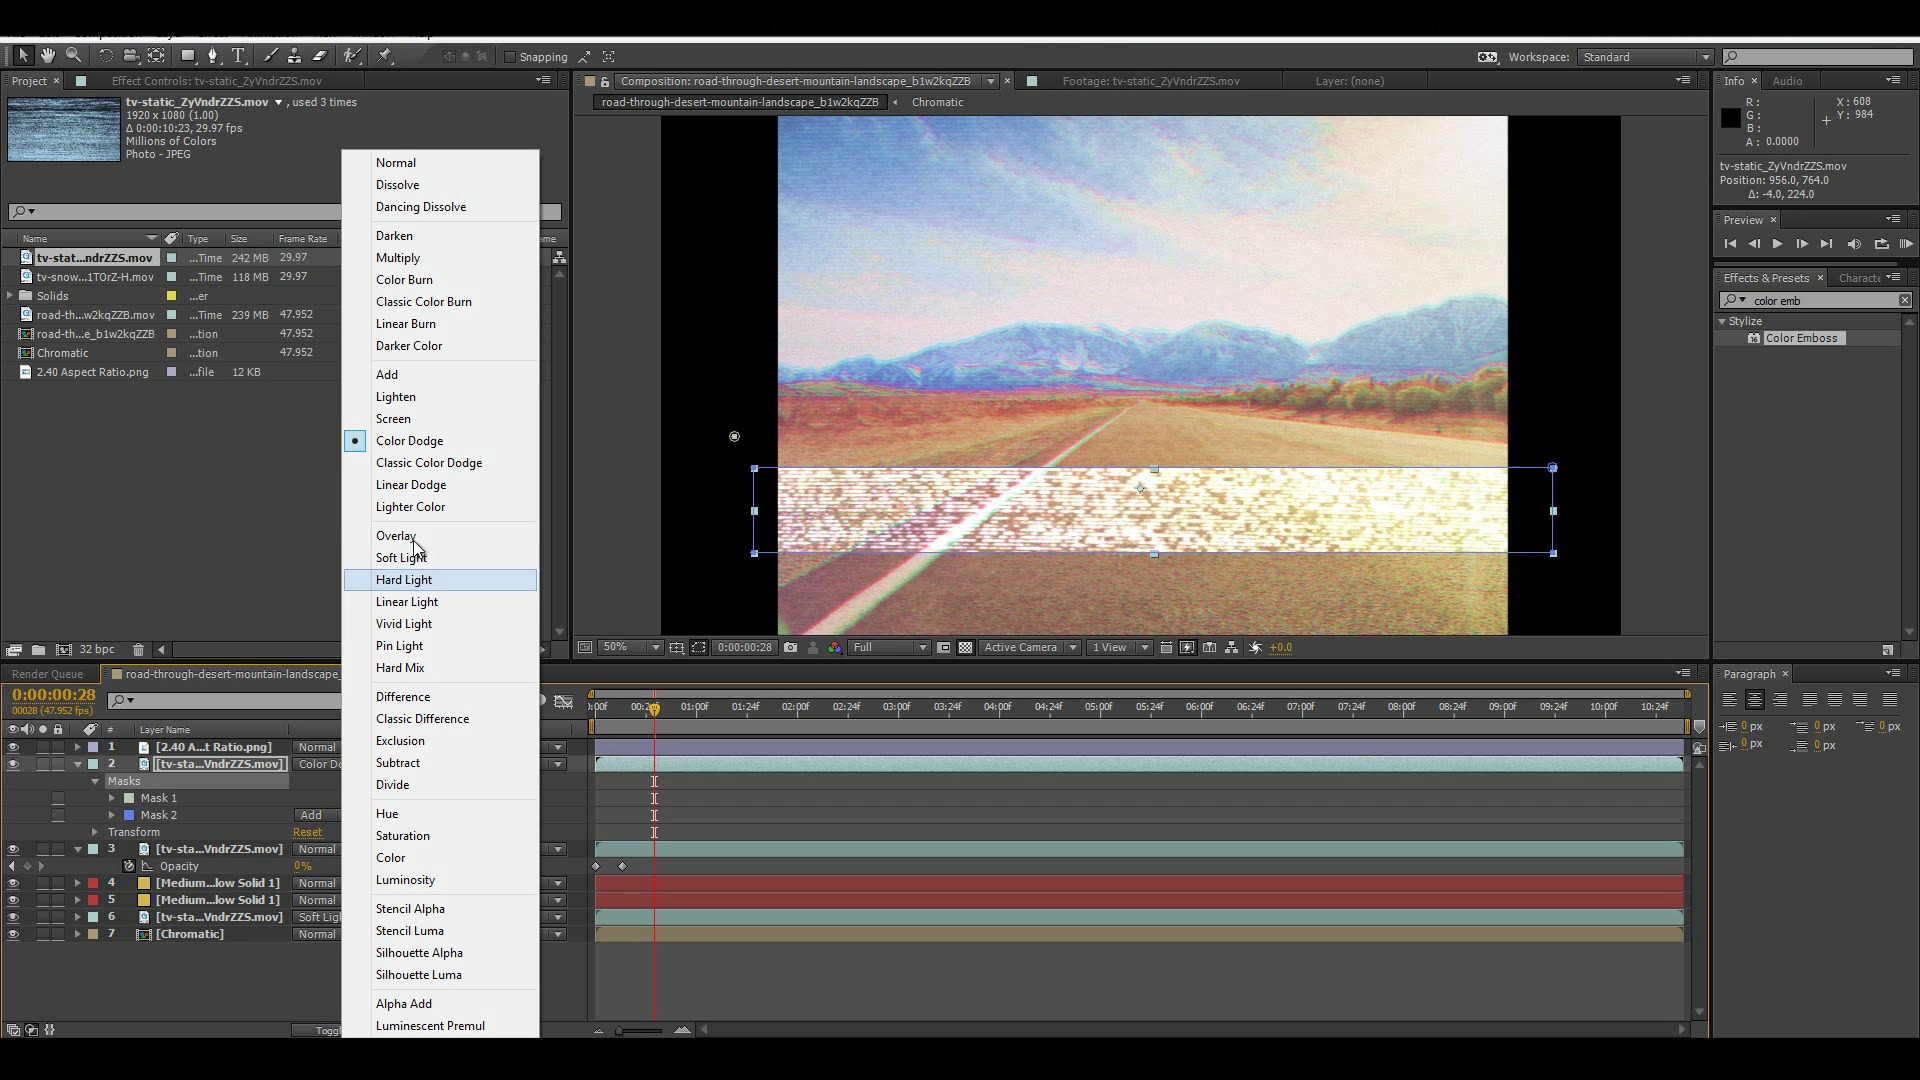 Snapping
Workspace: Standard
Project
Effect Controls: tv-static_ZyVndrZZS.mov
Composition: road-through-desert-mountain-landscape_b1w2kqZZB
Footage: tv-static_ZyVndrZZS.mov
Layer: (none)
Info
Audio
tv-static_ZyVndrZZS.mov ▼ , used 3 times
1920 x 1080 (1.00)
Δ 0:00:10:23, 29.97 fps
Millions of Colors
Photo - JPEG
road-through-desert-mountain-landscape_b1w2kqZZB
Chromatic
R:
G:
B:
A: 0.0000
X: 608
Y: 984
tv-static_ZyVndrZZS.mov
Position: 956.0, 764.0
Δ: -4.0, 224.0
Preview
Effects & Presets
Characte
color emb
Stylize
Color Emboss
Name
Type
Size
Frame Rate
ame
tv-stat...ndrZZS.mov ...Time 242 MB 29.97
tv-snow...1TOrZ-H.mov ...Time 118 MB 29.97
Solids ...er
road-th...w2kqZZB.mov ...Time 239 MB 47.952
road-th...e_b1w2kqZZB ...tion 47.952
Chromatic ...tion 47.952
2.40 Aspect Ratio.png ...file 12 KB
Normal
Dissolve
Dancing Dissolve
Darken
Multiply
Color Burn
Classic Color Burn
Linear Burn
Darker Color
Add
Lighten
Screen
Color Dodge
Classic Color Dodge
Linear Dodge
Lighter Color
Overlay
Soft Light
Hard Light
Linear Light
Vivid Light
Pin Light
Hard Mix
Difference
Classic Difference
Exclusion
Subtract
Divide
Hue
Saturation
Color
Luminosity
Stencil Alpha
Stencil Luma
Silhouette Alpha
Silhouette Luma
Alpha Add
Luminescent Premul
32 bpc
50%
0:00:00:28
Full
Active Camera
1 View
+0.0
Render Queue
road-through-desert-mountain-landscape_
0:00:00:28
00028 (47.952 fps)
):00f 00:24f 01:00f 01:24f 02:00f 02:24f 03:00f 03:24f 04:00f 04:24f 05:00f 05:24f 06:00f 06:24f 07:00f 07:24f 08:00f 08:24f 09:00f 09:24f 10:00f 10:24f
# Layer Name
1 [2.40 A...t Ratio.png] Normal
2 [tv-sta...VndrZZS.mov] Color Do
Masks
Mask 1
Mask 2 Add
Transform Reset
3 [tv-sta...VndrZZS.mov] Normal
Opacity 0%
4 [Medium...low Solid 1] Normal
5 [Medium...low Solid 1] Normal
6 [tv-sta...VndrZZS.mov] Soft Ligh
7 [Chromatic] Normal
Toggl
Paragraph
0 px 0 px 0 px
0 px 0 px